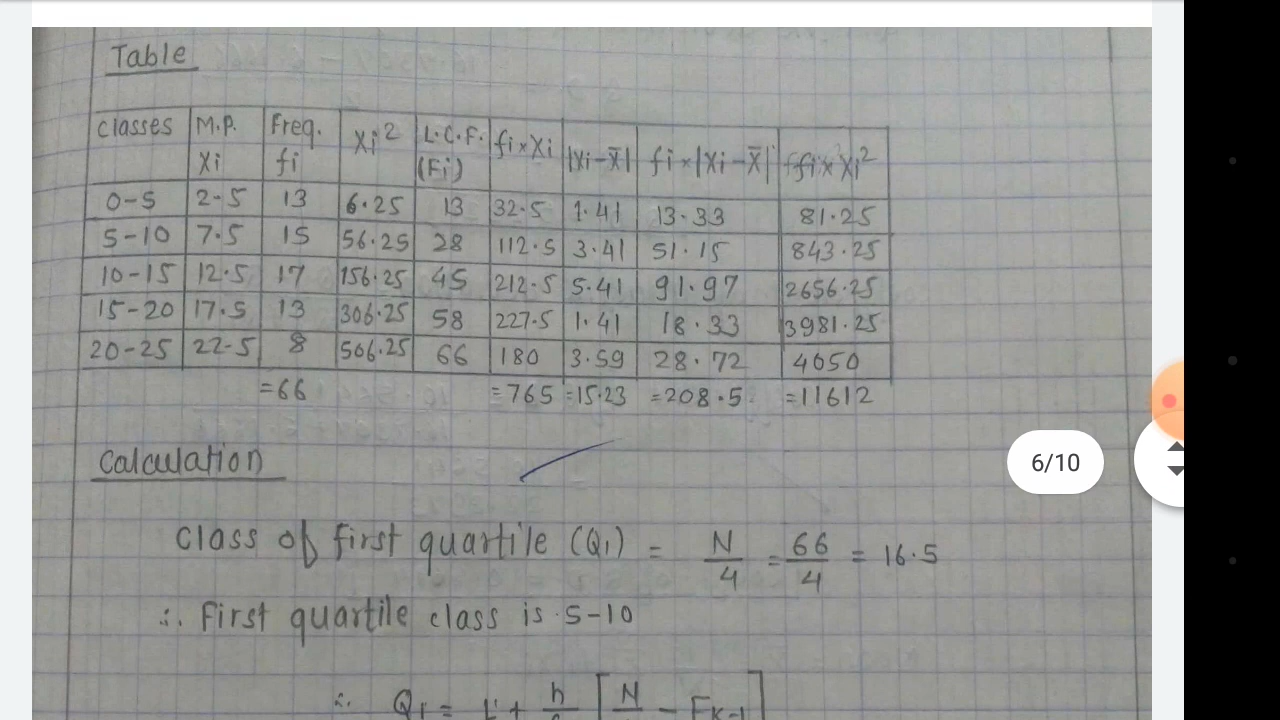 Table
classes M.P. Xi Freq. fi Xi² L.C.F. (Fi) fi×Xi |Xi-X̄| fi×|Xi-X̄| fi×Xi²
0-5 2.5 13 6.25 13 32.5 1.41 13.33 81.25
5-10 7.5 15 56.25 28 112.5 3.41 51.15 843.25
10-15 12.5 17 156.25 45 212.5 5.41 91.97 2656.25
15-20 17.5 13 306.25 58 227.5 1.41 18.33 3981.25
20-25 22.5 8 506.25 66 180 3.59 28.72 4050
=66 =765 =15.23 =208.5 =11612
Calculation
6/10
Class of first quartile (Q1) = N/4 = 66/4 = 16.5
∴ First quartile class is 5-10
∴ Q1 = L + h [N - FK-1]